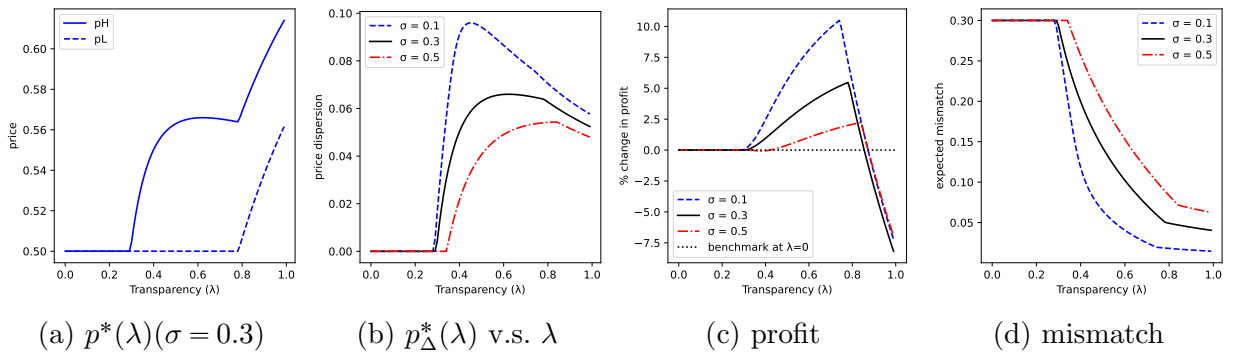 pH
pL
price
0.60
0.58
0.56
0.54
0.52
0.50
0.0 0.2 0.4 0.6 0.8 1.0
Transparency (λ)
(a) p*(λ)(σ = 0.3)
σ = 0.1
σ = 0.3
σ = 0.5
price dispersion
0.10
0.08
0.06
0.04
0.02
0.00
0.0 0.2 0.4 0.6 0.8 1.0
Transparency (λ)
(b) p*Δ(λ) v.s. λ
% change in profit
10.0
7.5
5.0
2.5
0.0
−2.5
−5.0
−7.5
σ = 0.1
σ = 0.3
σ = 0.5
benchmark at λ=0
0.0 0.2 0.4 0.6 0.8 1.0
Transparency (λ)
(c) profit
σ = 0.1
σ = 0.3
σ = 0.5
expected mismatch
0.30
0.25
0.20
0.15
0.10
0.05
0.0 0.2 0.4 0.6 0.8 1.0
Transparency (λ)
(d) mismatch